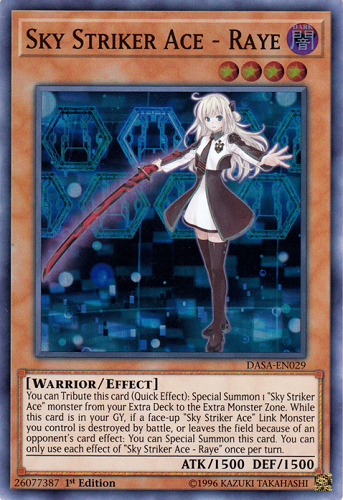 SKY STRIKER ACE - RAYE
DARK
闇
DASA-EN029
[WARRIOR/EFFECT]
You can Tribute this card (Quick Effect): Special Summon 1 "Sky Striker
Ace" monster from your Extra Deck to the Extra Monster Zone. While
this card is in your GY, if a face-up "Sky Striker Ace" Link Monster
you control is destroyed by battle, or leaves the field because of an
opponent's card effect: You can Special Summon this card. You can
only use each effect of "Sky Striker Ace - Raye" once per turn.
ATK/1500 DEF/1500
26077387 1st Edition ©1996 KAZUKI TAKAHASHI